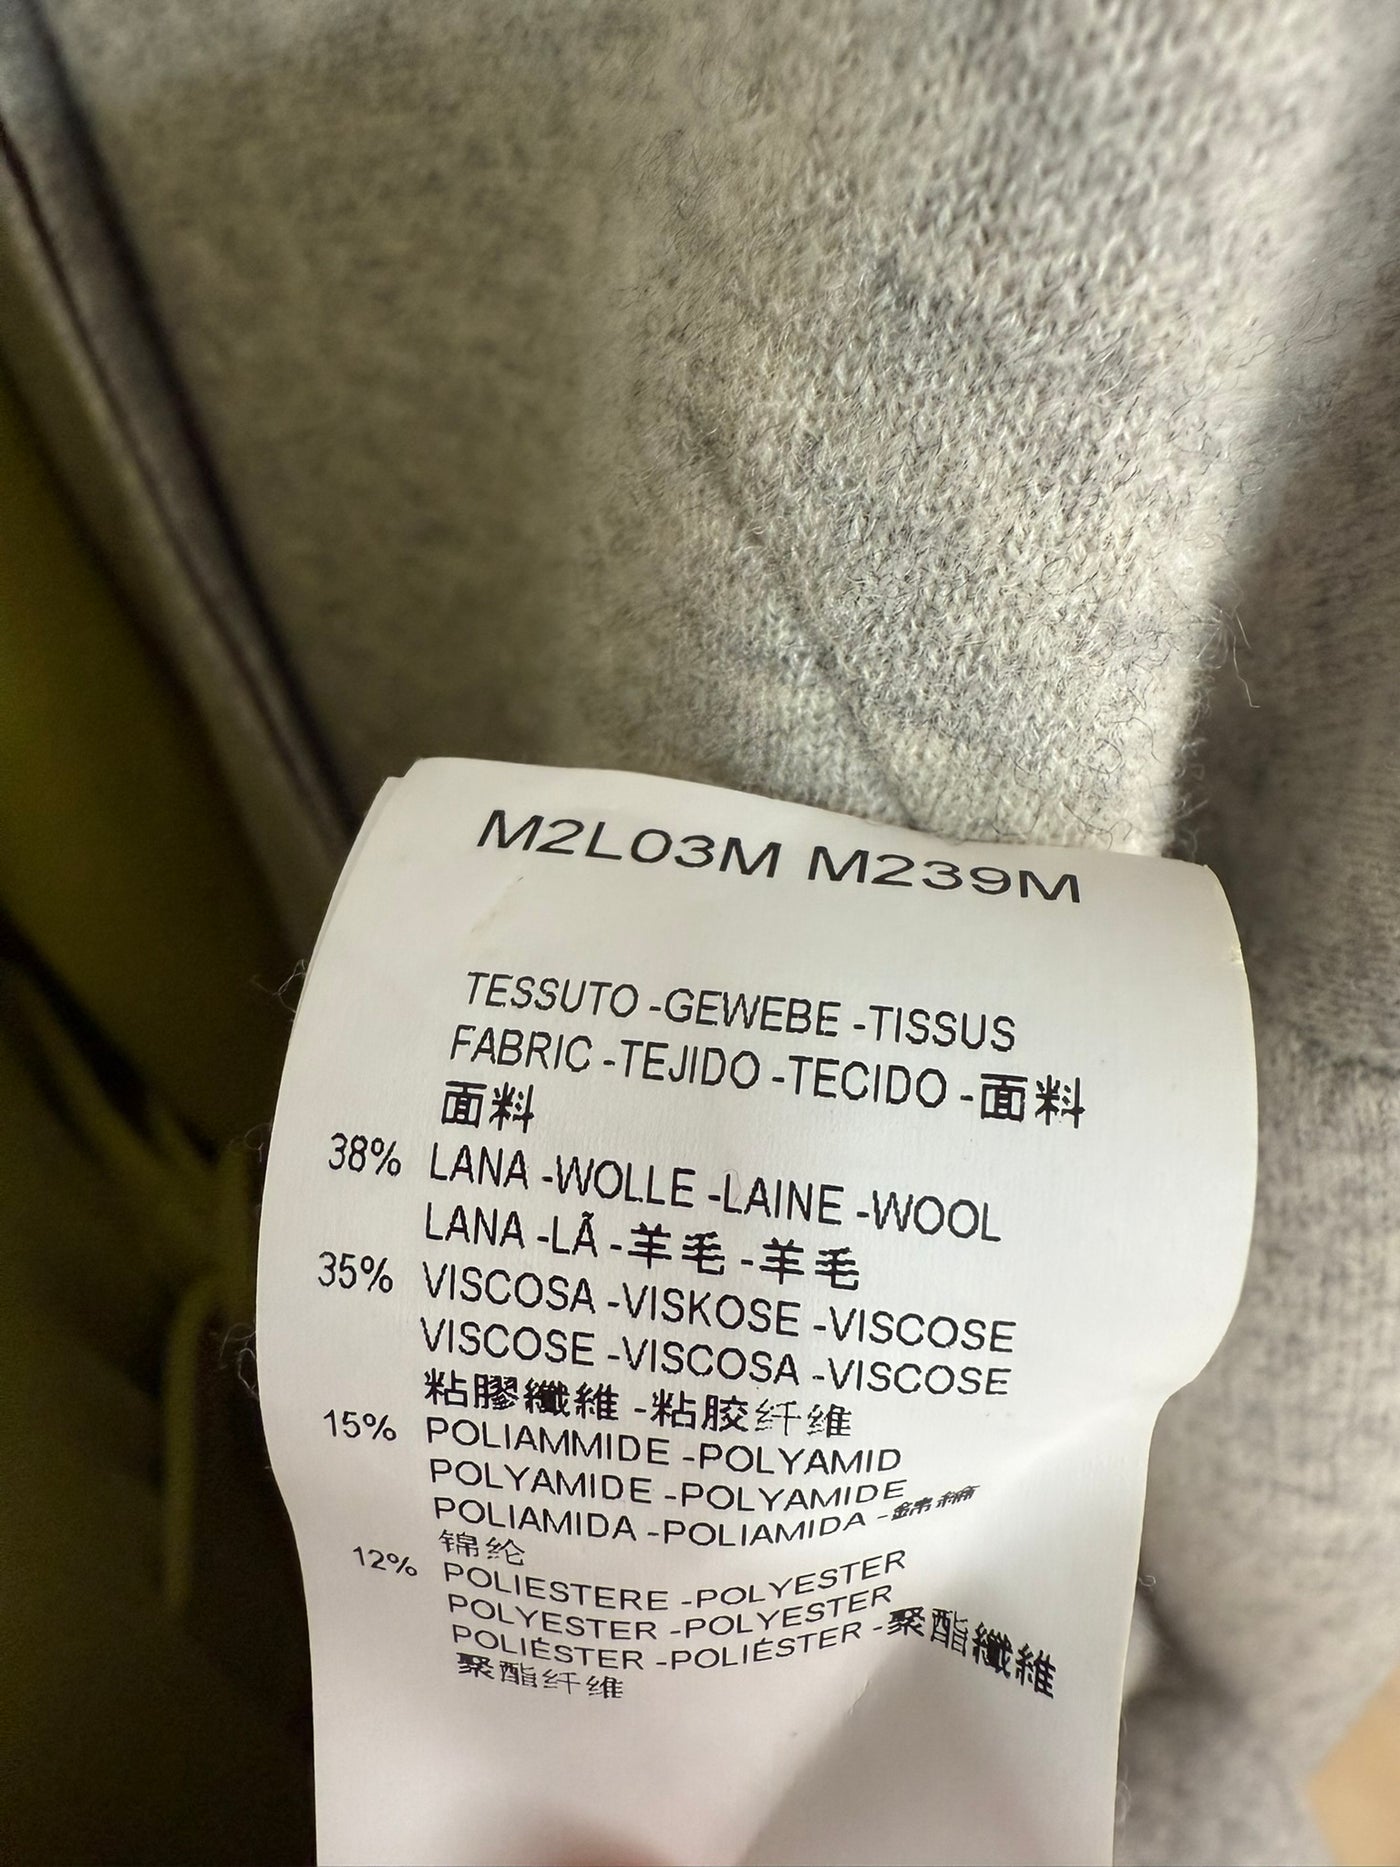 M2L03M M239M
TESSUTO -GEWEBE -TISSUS
FABRIC -TEJIDO -TECIDO -面料
面料
38% LANA -WOLLE -LAINE -WOOL
LANA -LÃ -羊毛 -羊毛
35% VISCOSA -VISKOSE -VISCOSE
VISCOSE -VISCOSA -VISCOSE
粘膠纖維 -粘胶纤维
15% POLIAMMIDE -POLYAMID
POLYAMIDE -POLYAMIDE
POLIAMIDA -POLIAMIDA -錦綸
锦纶
12% POLIESTERE -POLYESTER
POLYESTER -POLYESTER
POLIÉSTER -POLIÉSTER -聚酯纖維
聚酯纤维